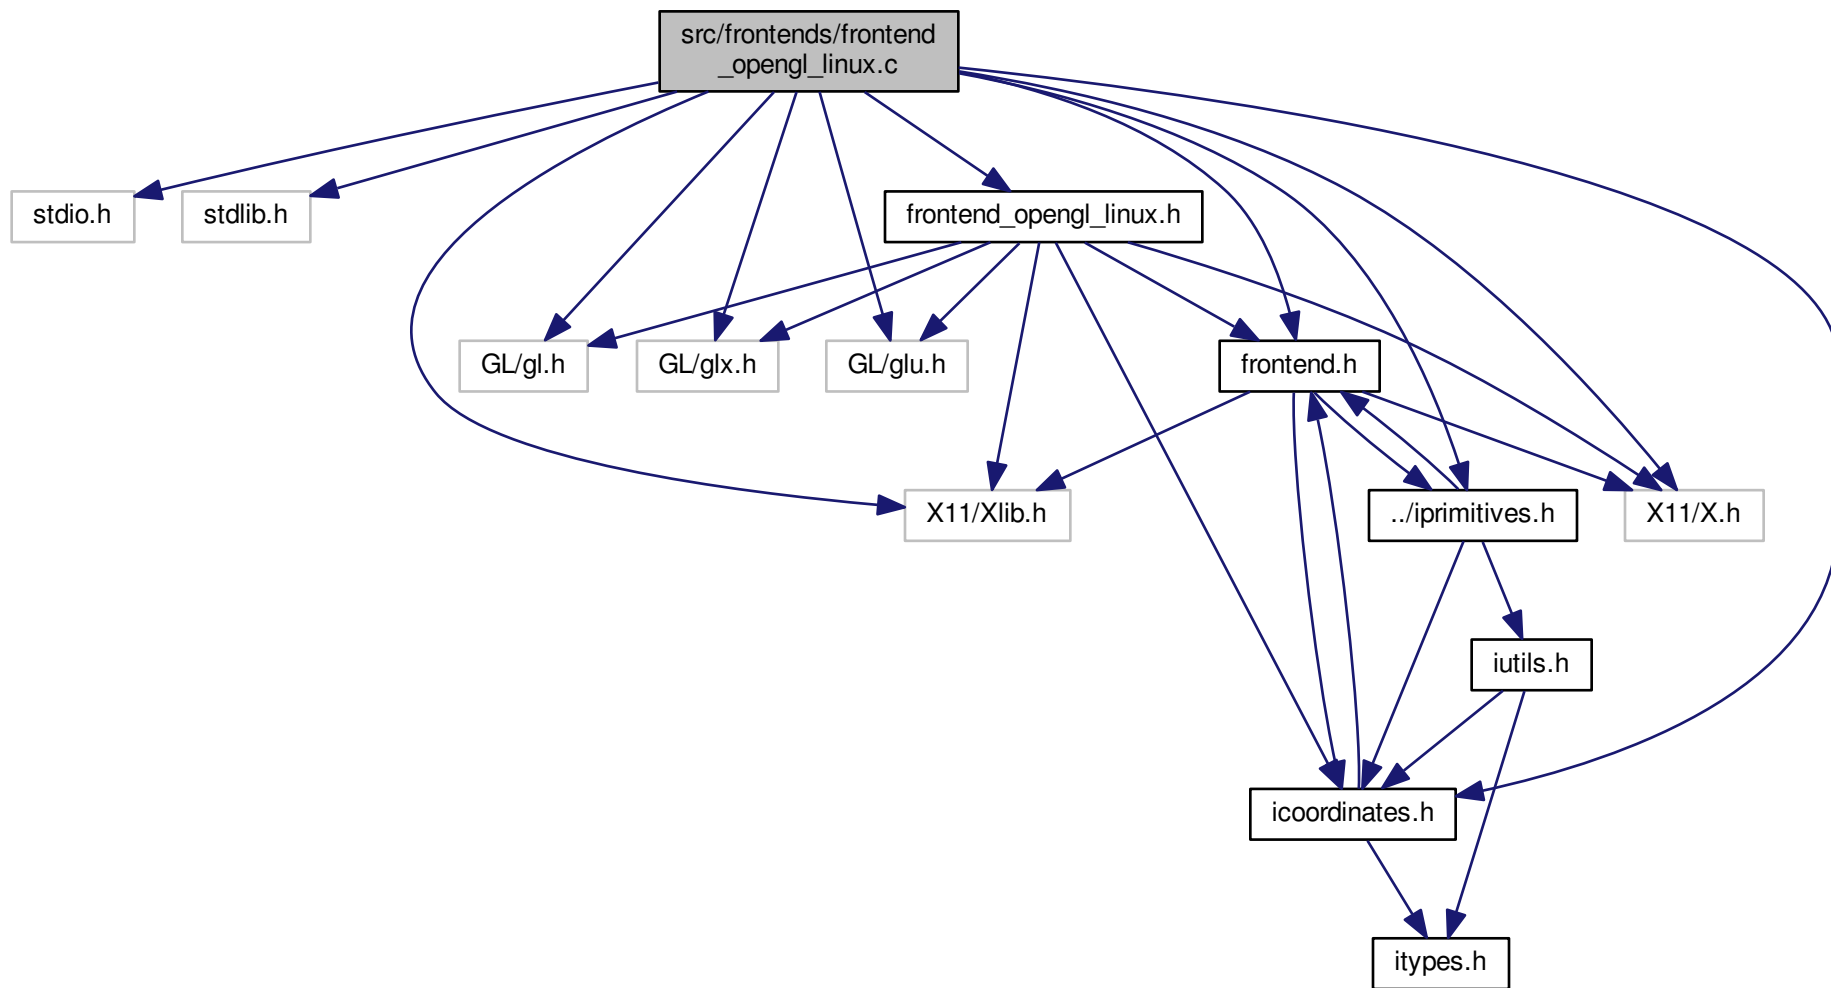 src/frontends/frontend
_opengl_linux.c
stdio.h
stdlib.h
frontend_opengl_linux.h
GL/gl.h
GL/glx.h
GL/glu.h
frontend.h
X11/Xlib.h
../iprimitives.h
X11/X.h
iutils.h
icoordinates.h
itypes.h